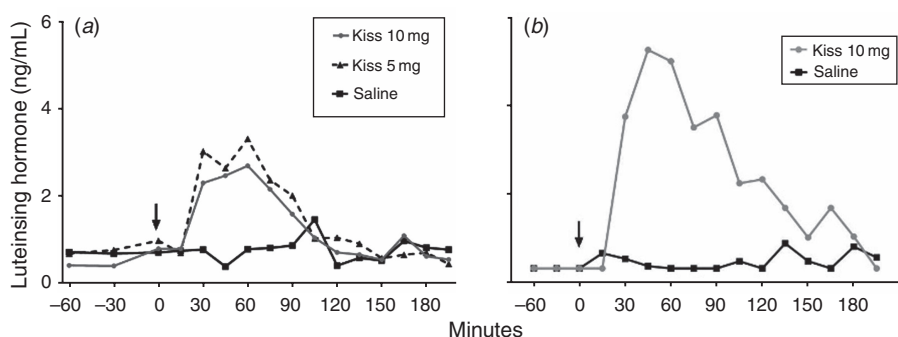 Luteinsing hormone (ng/mL)
6
4
2
0
(a)
Kiss 10 mg
Kiss 5 mg
Saline
–60 –30 0 30 60 90 120 150 180
(b)
Kiss 10 mg
Saline
–60 –30 0 30 60 90 120 150 180
Minutes